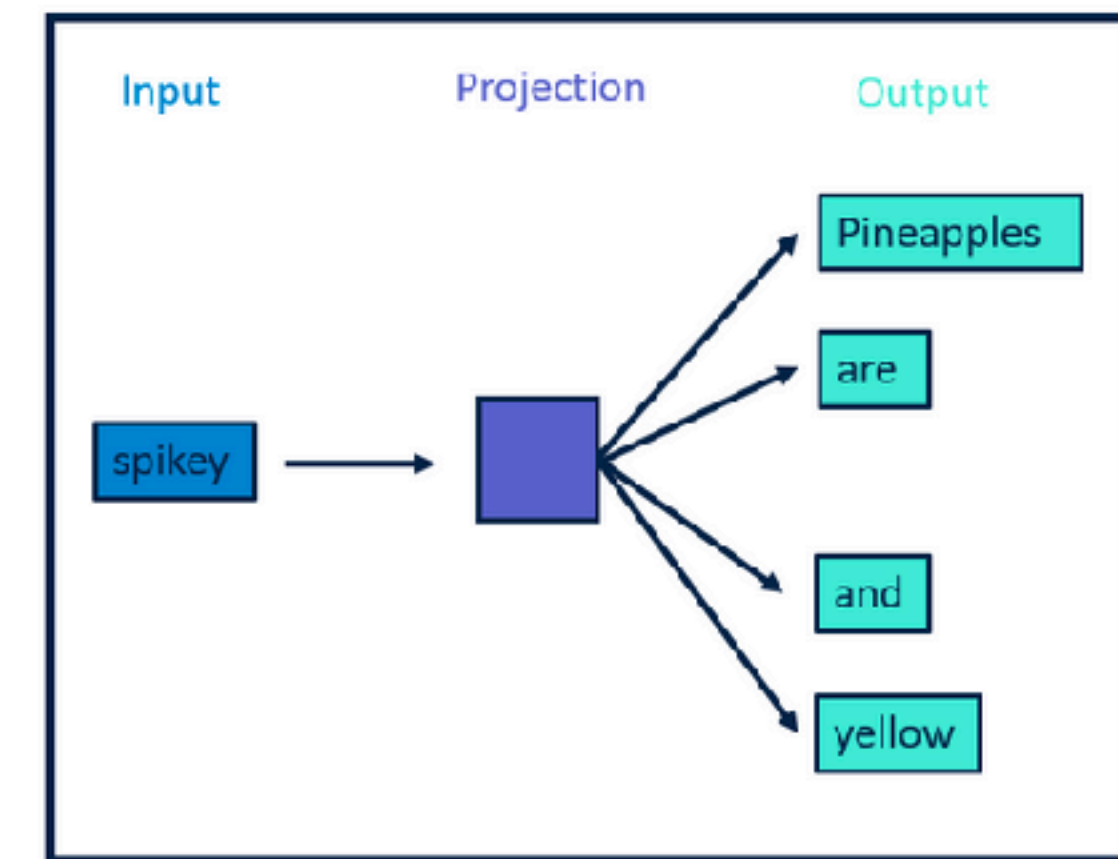 Input Projection Output
Pineapples
are
spikey
and
yellow